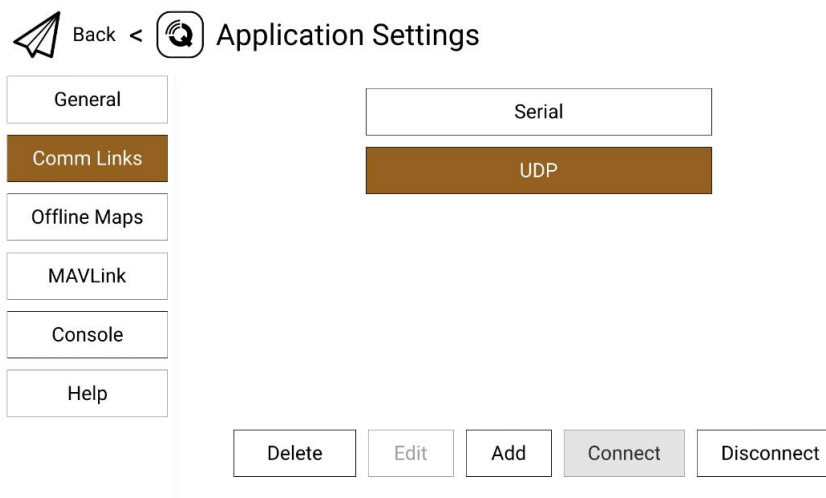 Back < Application Settings
General
Comm Links
Offline Maps
MAVLink
Console
Help
Serial
UDP
Delete Edit Add Connect Disconnect